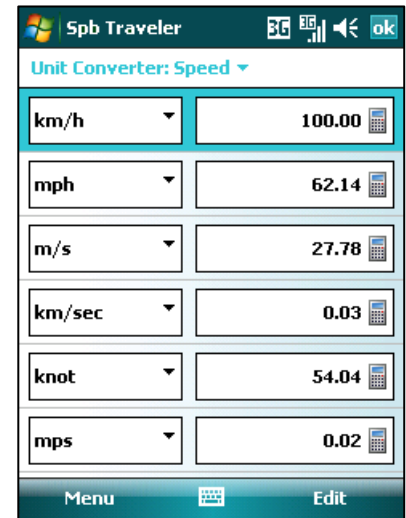 Spb Traveler 3G 3G ok
Unit Converter: Speed
km/h 100.00
mph 62.14
m/s 27.78
km/sec 0.03
knot 54.04
mps 0.02
Menu Edit